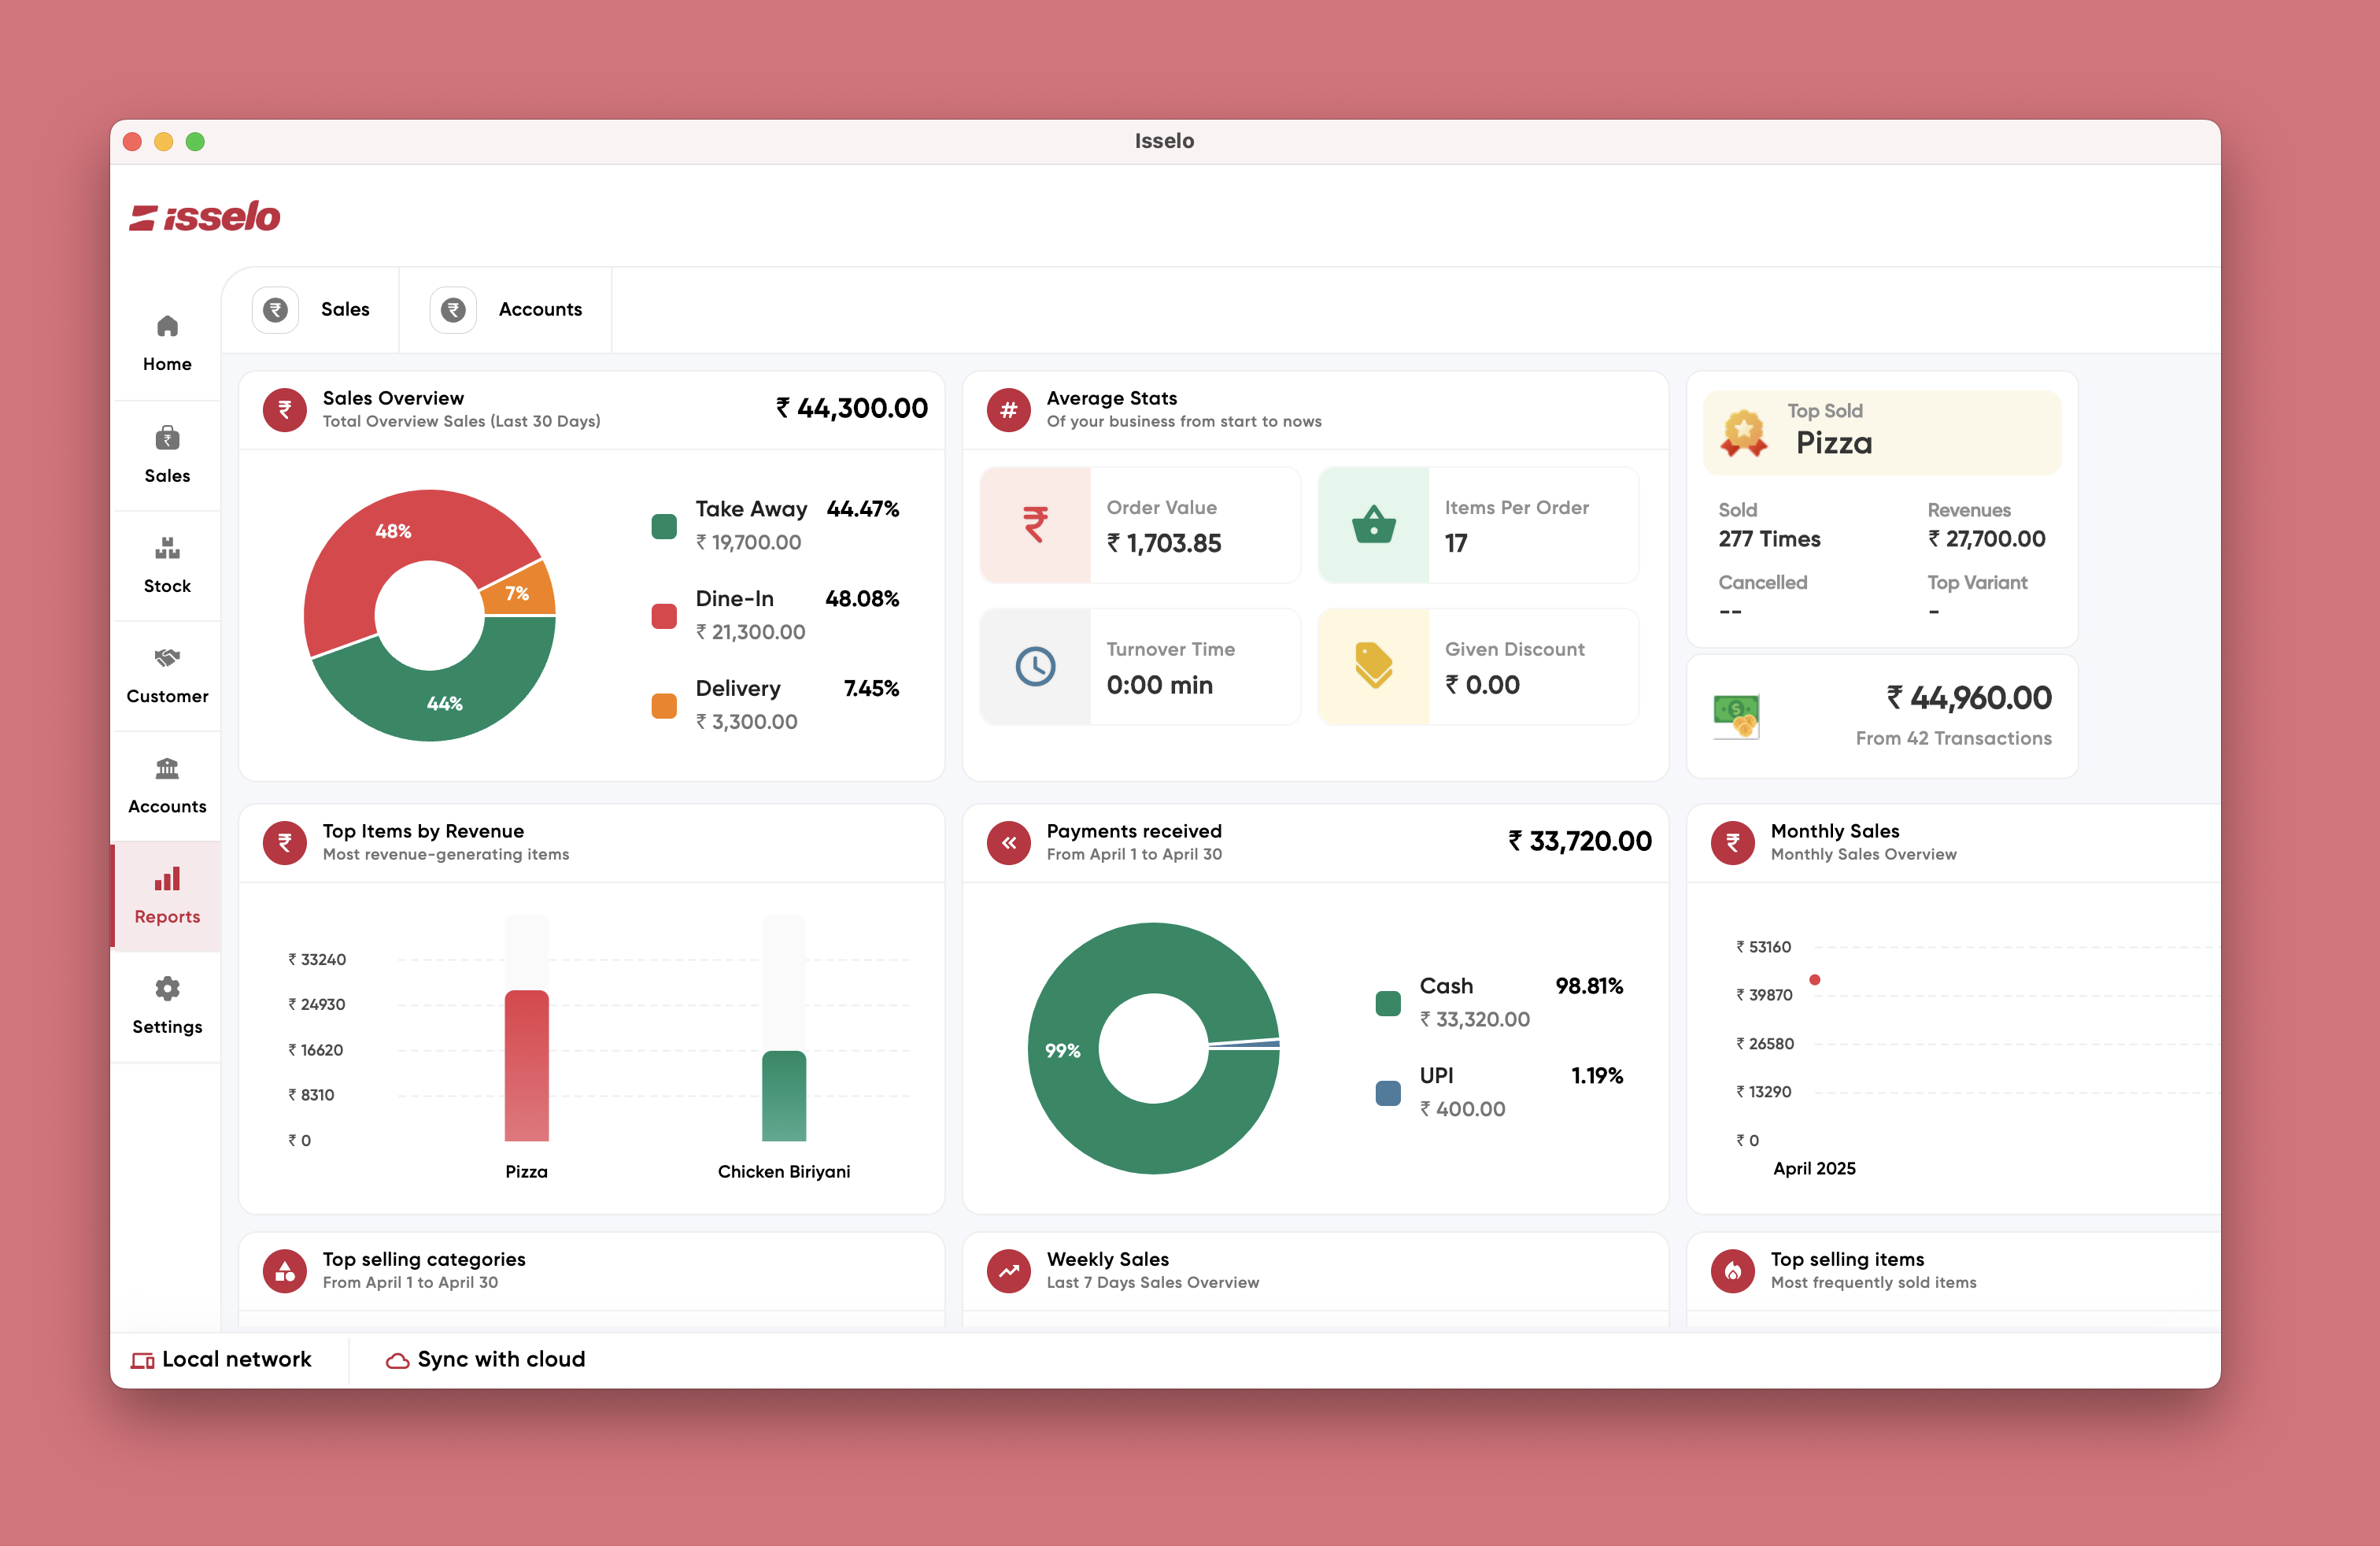 Isselo
isselo
Home
Sales
Stock
Customer
Accounts
Reports
Settings
Sales
Accounts
Sales Overview
Total Overview Sales (Last 30 Days)
₹ 44,300.00
48%
7%
44%
Take Away 44.47%
₹ 19,700.00
Dine-In 48.08%
₹ 21,300.00
Delivery 7.45%
₹ 3,300.00
Average Stats
Of your business from start to nows
Order Value
₹ 1,703.85
Items Per Order
17
Turnover Time
0:00 min
Given Discount
₹ 0.00
Top Sold
Pizza
Sold
277 Times
Revenues
₹ 27,700.00
Cancelled
--
Top Variant
-
₹ 44,960.00
From 42 Transactions
Top Items by Revenue
Most revenue-generating items
₹ 33240
₹ 24930
₹ 16620
₹ 8310
₹ 0
Pizza
Chicken Biriyani
Payments received
From April 1 to April 30
₹ 33,720.00
99%
Cash 98.81%
₹ 33,320.00
UPI 1.19%
₹ 400.00
Monthly Sales
Monthly Sales Overview
₹ 53160
₹ 39870
₹ 26580
₹ 13290
₹ 0
April 2025
Top selling categories
From April 1 to April 30
Weekly Sales
Last 7 Days Sales Overview
Top selling items
Most frequently sold items
Local network
Sync with cloud